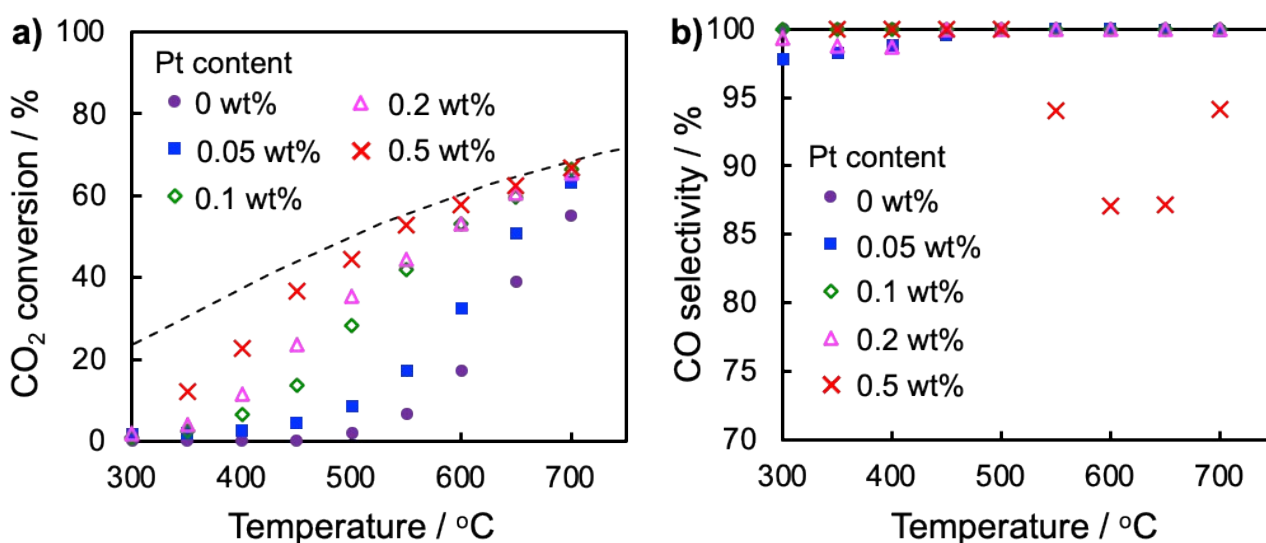 a)
CO₂ conversion / %
100
80
60
40
20
0
Pt content
0 wt%
0.2 wt%
0.05 wt%
0.5 wt%
0.1 wt%
300 400 500 600 700
Temperature / °C
b)
CO selectivity / %
100
95
90
85
80
75
70
Pt content
0 wt%
0.05 wt%
0.1 wt%
0.2 wt%
0.5 wt%
300 400 500 600 700
Temperature / °C